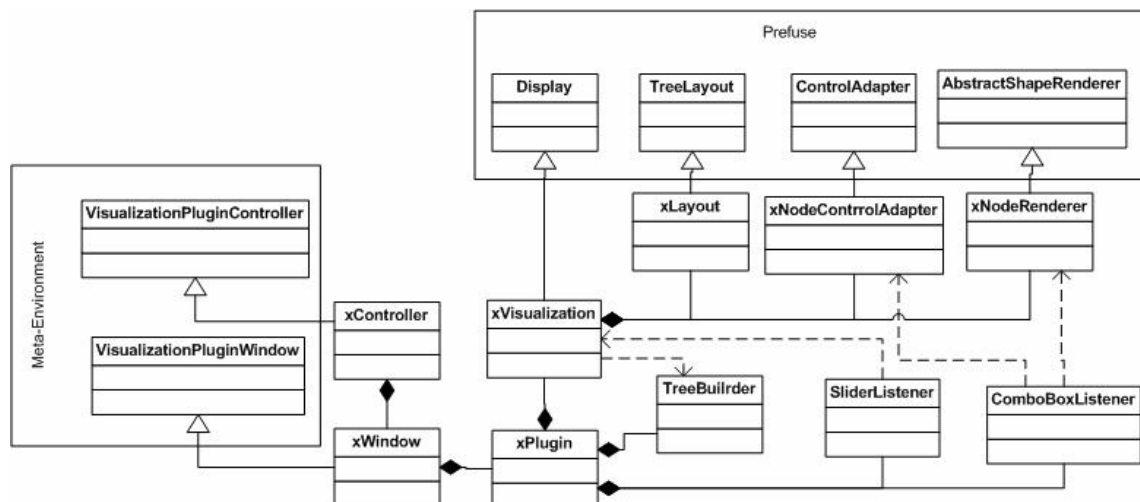 Prefuse
Display
TreeLayout
ControlAdapter
AbstractShapeRenderer
Meta-Environment
VisualizationPluginController
xLayout
xNodeContrrolAdapter
xNodeRenderer
xController
xVisualization
VisualizationPluginWindow
TreeBuilrder
SliderListener
ComboBoxListener
xWindow
xPlugin